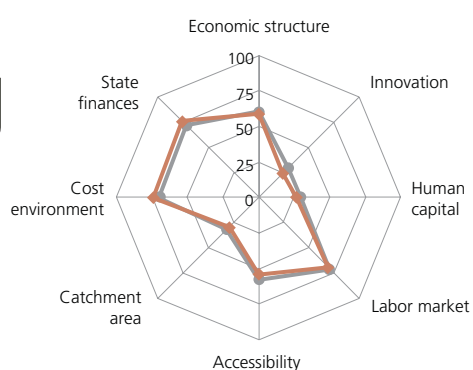 Economic structure
100
State
finances
Innovation
75
50
25
Cost
environment
0
Human
capital
Catchment
area
Labor market
Accessibility